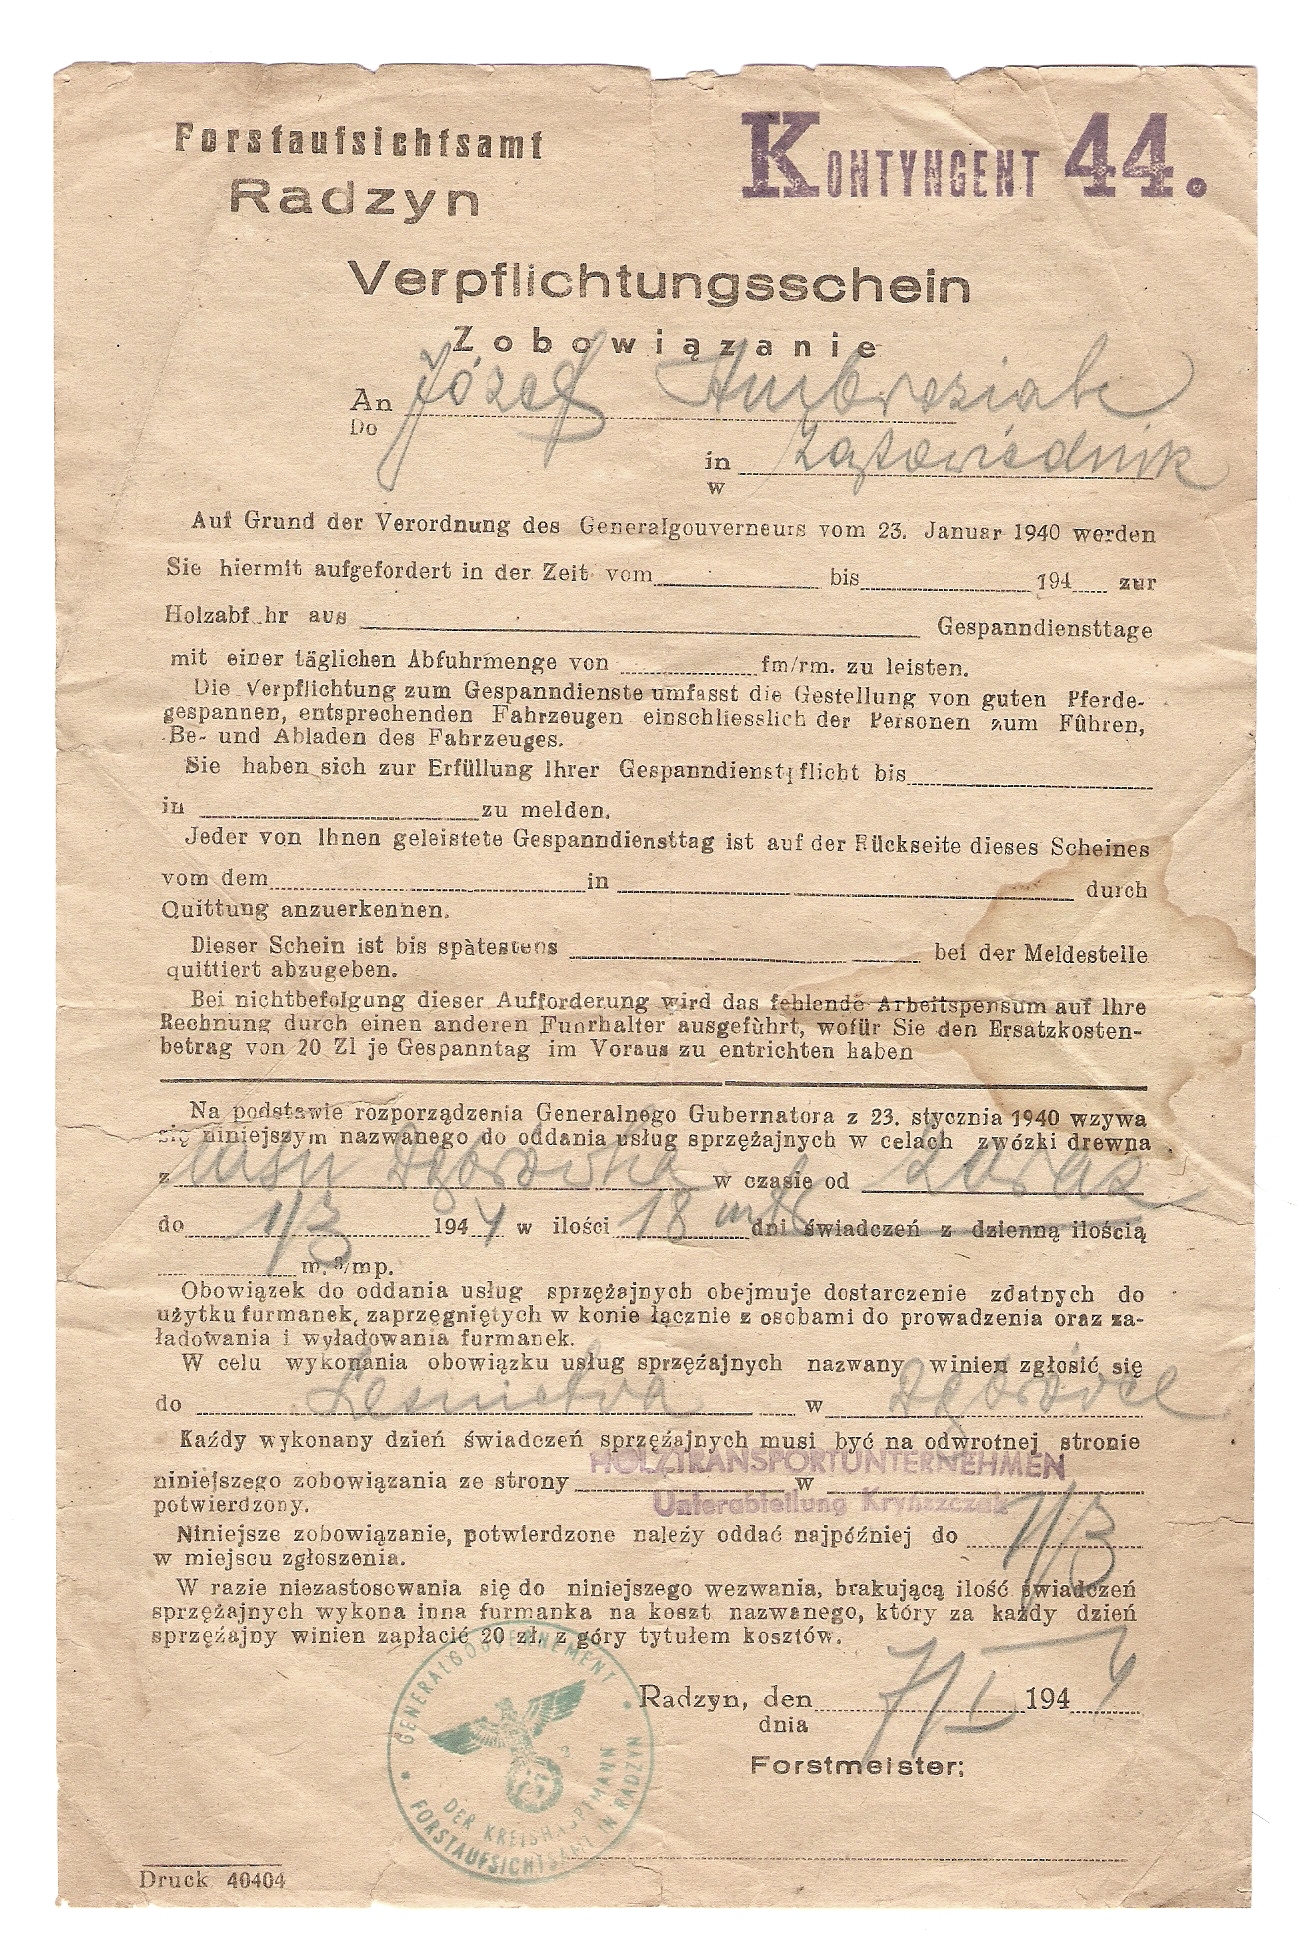 Forstaufsichtsamt
Radzyn
KONTYNGENT 44.
Verpflichtungsschein
Zobowiązanie
An Józef Ambroziak
Do
in Zapowiednik
w
Auf Grund der Verordnung des Generalgouverneurs vom 23. Januar 1940 werden
Sie hiermit aufgefordert in der Zeit vom bis 194 zur
Holzabf hr aus Gespanndiensttage
mit einer täglichen Abfuhrmenge von fm/rm. zu leisten.
Die Verpflichtung zum Gespanndienste umfasst die Gestellung von guten Pferde-
gespannen, entsprechenden Fahrzeugen einschliesslich der Personen zum Führen,
Be- und Abladen des Fahrzeuges.
Sie haben sich zur Erfüllung Ihrer Gespanndienstpflicht bis
in zu melden.
Jeder von Ihnen geleistete Gespanndiensttag ist auf der Rückseite dieses Scheines
vom dem in durch
Quittung anzuerkennen.
Dieser Schein ist bis spàtestens bei der Meldestelle
quittiert abzugeben.
Bei nichtbefolgung dieser Aufforderung wird das fehlende Arbeitspensum auf Ihre
Rechnung durch einen anderen Fuhrhalter ausgefùhrt, wofür Sie den Ersatzkosten-
betrag von 20 Zl je Gespanntag im Voraus zu entrichten haben
Na podstawie rozporządzenia Generalnego Gubernatora z 23. stycznia 1940 wzywa
się niniejszym nazwanego do oddania usług sprzężajnych w celach zwózki drewna
z lasu Dąbrówka w czasie od zaraz
do 1/3 1944 w ilości 18 dni świadczeń z dzienną ilością
m.³/mp.
Obowiązek do oddania usług sprzężajnych obejmuje dostarczenie zdatnych do
użytku furmanek, zaprzęgniętych w konie łącznie z osobami do prowadzenia oraz za-
ładowania i wyładowania furmanek.
W celu wykonania obowiązku usług sprzężajnych nazwany winien zgłosić się
do Leśnictwa w Dąbrówce
Każdy wykonany dzień świadczeń sprzężajnych musi być na odwrotnej stronie
HOLZTRANSPORTUNTERNEHMEN
niniejszego zobowiązania ze strony w
Unterabteilung Krynszczak
potwierdzony.
Niniejsze zobowiązanie, potwierdzone należy oddać najpóźniej do 1/3
w miejscu zgłoszenia.
W razie niezastosowania się do niniejszego wezwania, brakującą ilość świadczeń
sprzężajnych wykona inna furmanka na koszt nazwanego, który za każdy dzień
sprzężajny winien zapłacić 20 zł. z góry tytułem kosztów.
Radzyn, den 7/I 1944
dnia
Forstmeister;
GENERALGOUVERNEMENT
DER KREISHAUPTMANN
FORSTAUFSICHTSAMT IN RADZYN
2
Druck 40404